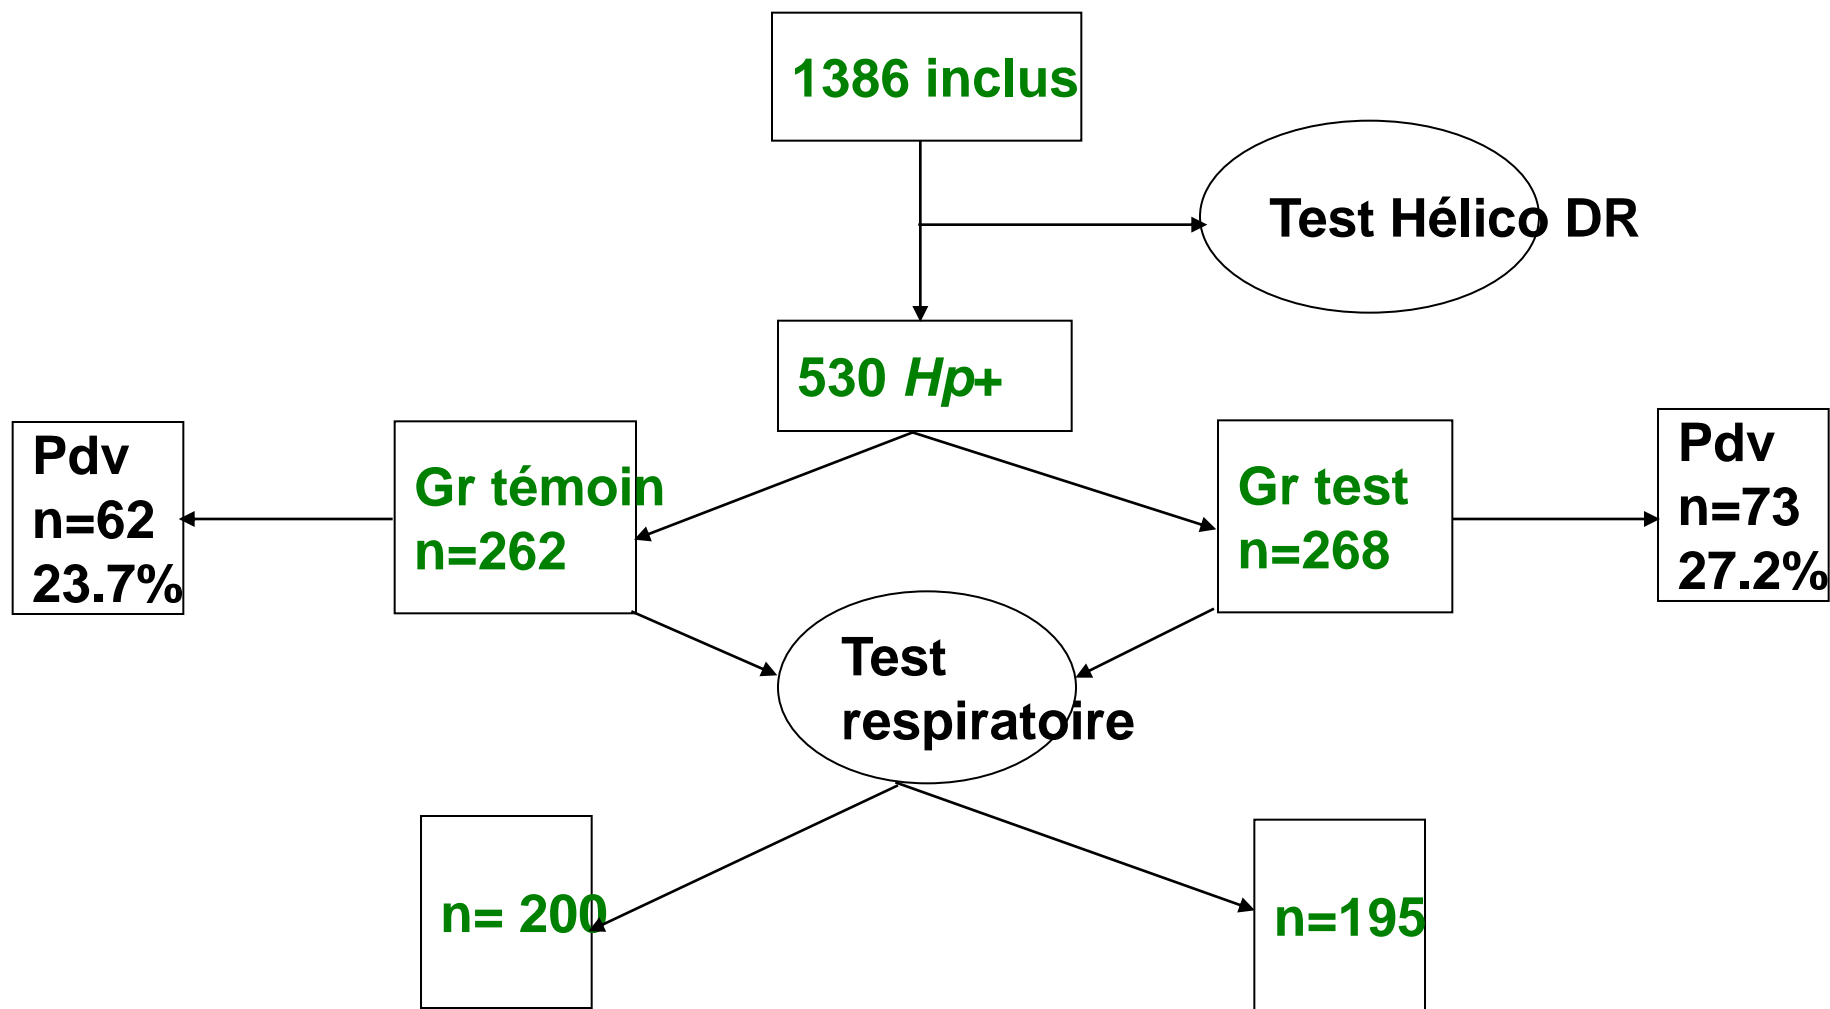 1386 inclus
Test Hélico DR
530 Hp+
Pdv
n=62
23.7%
Gr témoin
n=262
Gr test
n=268
Pdv
n=73
27.2%
Test
respiratoire
n= 200
n=195